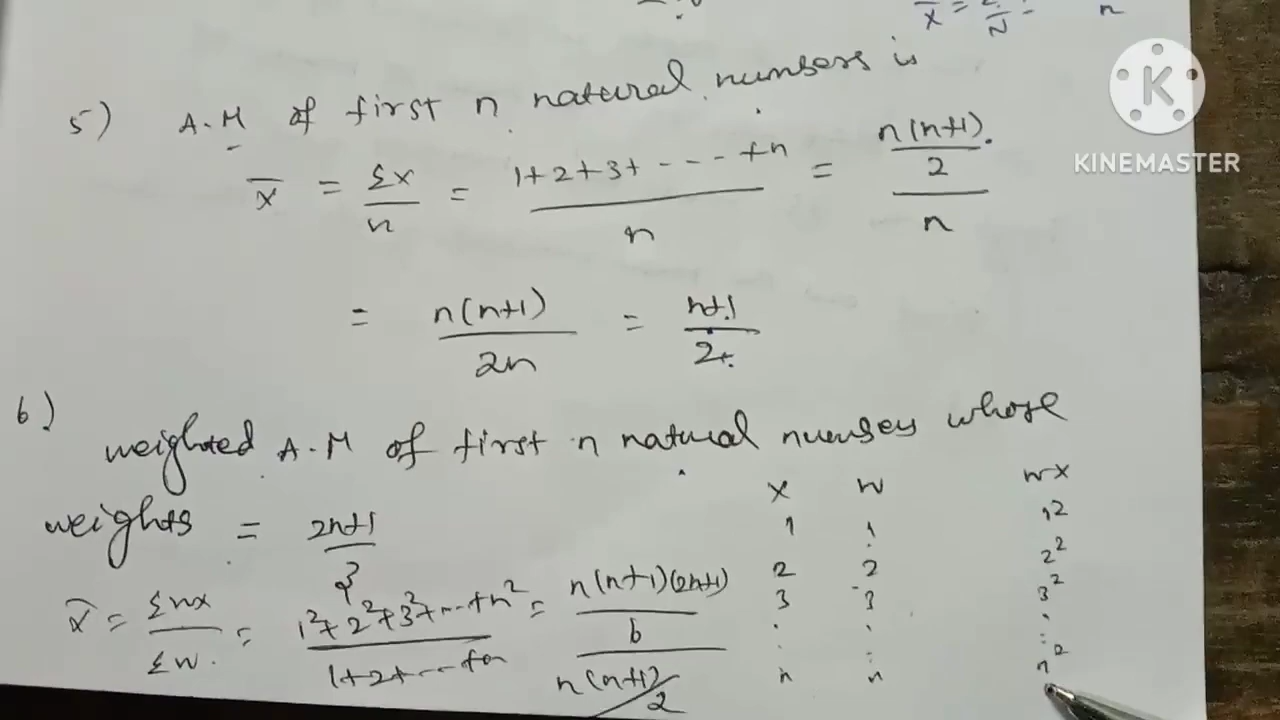 X̄ = Σ/N = n
5) A.M of first n natural numbers is
x̄ = Σx/n = 1+2+3+----+n / n = n(n+1)/2 / n
= n(n+1)/2n = n+1/2
6)
weighted A.M of first n natural numbers whose
weights = 2n+1/3
x̄ = Σwx/Σw = 1²+2²+3²+...+n² / 1+2+...+n = n(n+1)(2n+1)/6 / n(n+1)/2
x w wx
1 1 1²
2 2 2²
3 3 3²
n n n²
KINEMASTER